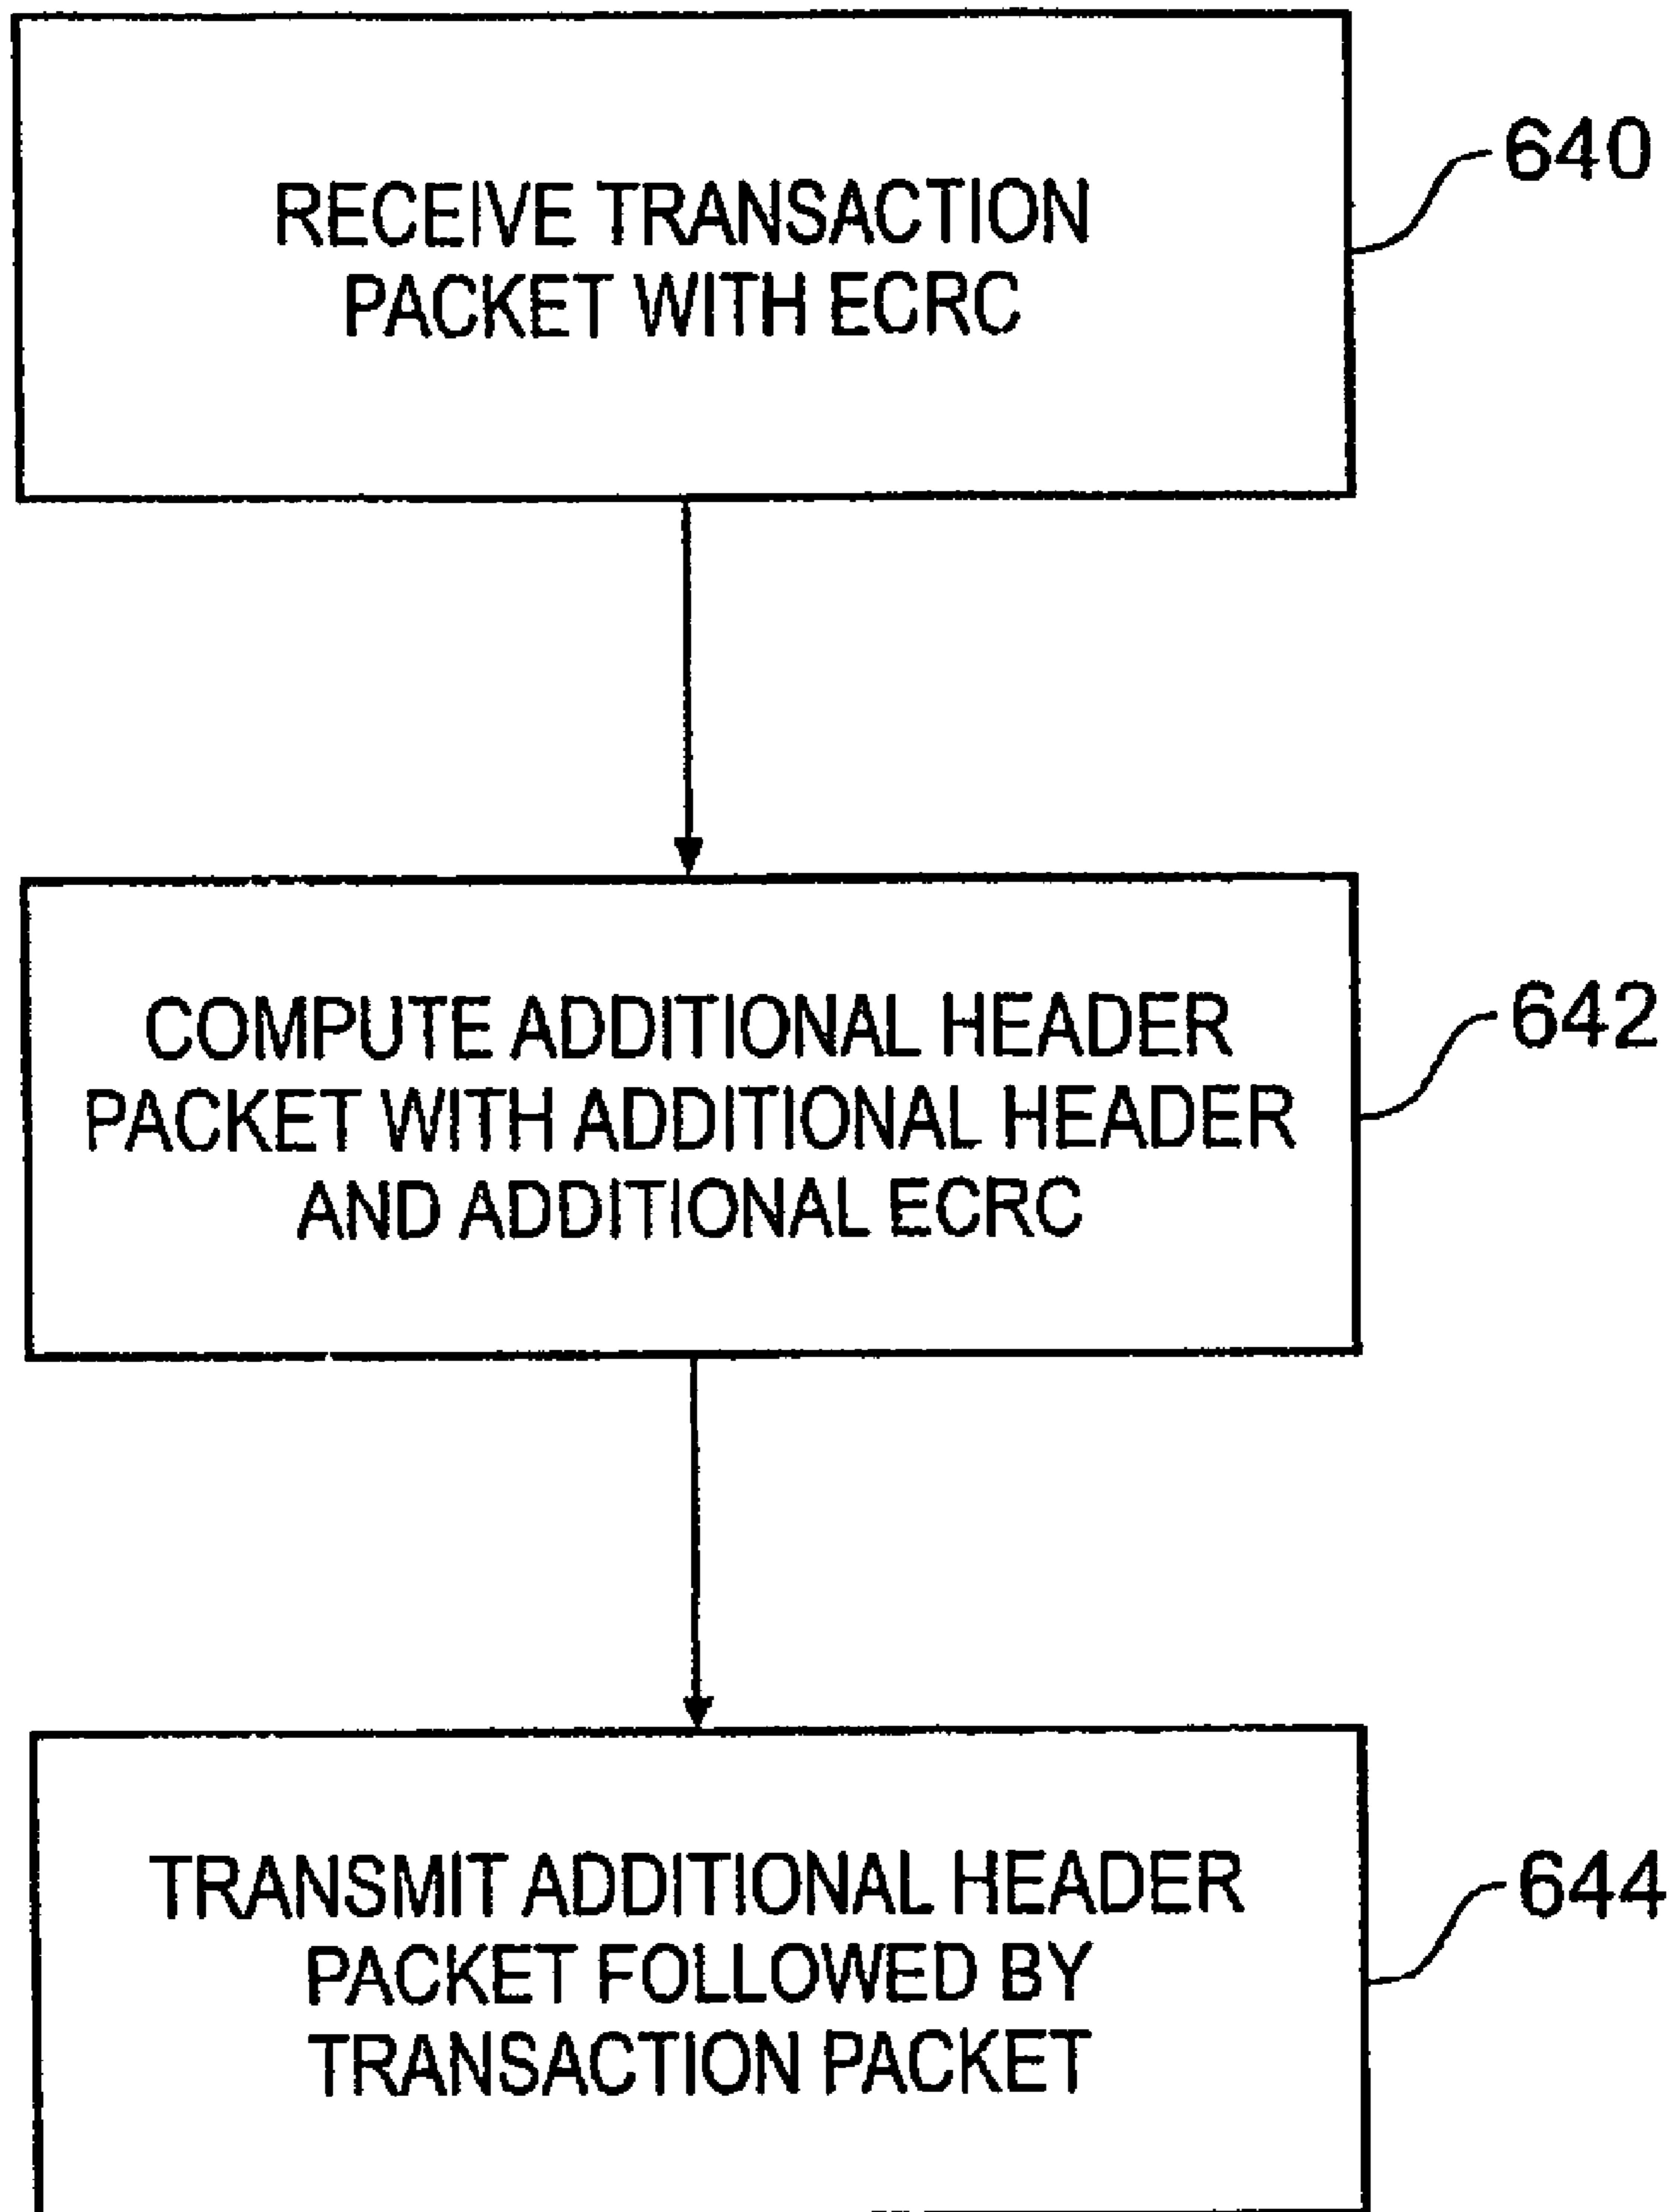 RECEIVE TRANSACTION
PACKET WITH ECRC
640
COMPUTE ADDITIONAL HEADER
PACKET WITH ADDITIONAL HEADER
AND ADDITIONAL ECRC
642
TRANSMIT ADDITIONAL HEADER
PACKET FOLLOWED BY
TRANSACTION PACKET
644